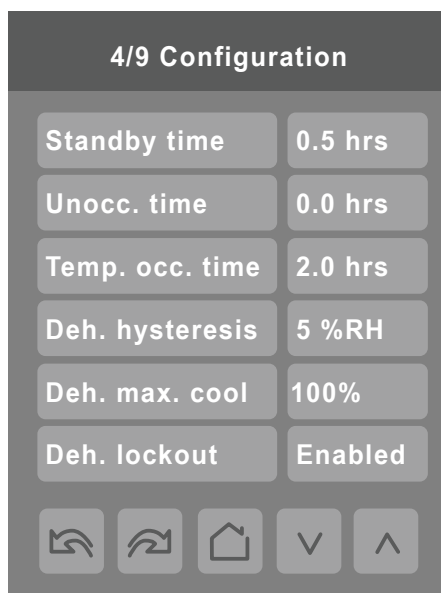 4/9 Configuration
Standby time 0.5 hrs
Unocc. time 0.0 hrs
Temp. occ. time 2.0 hrs
Deh. hysteresis 5 %RH
Deh. max. cool 100%
Deh. lockout Enabled